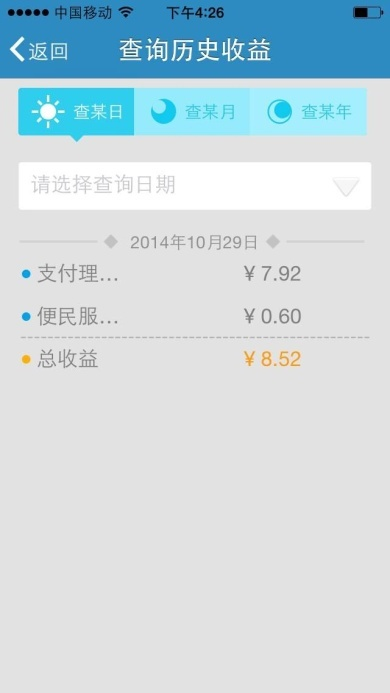 中国移动 下午4:26
返回 查询历史收益
查某日 查某月 查某年
请选择查询日期
2014年10月29日
支付理... ¥ 7.92
便民服... ¥ 0.60
总收益 ¥ 8.52